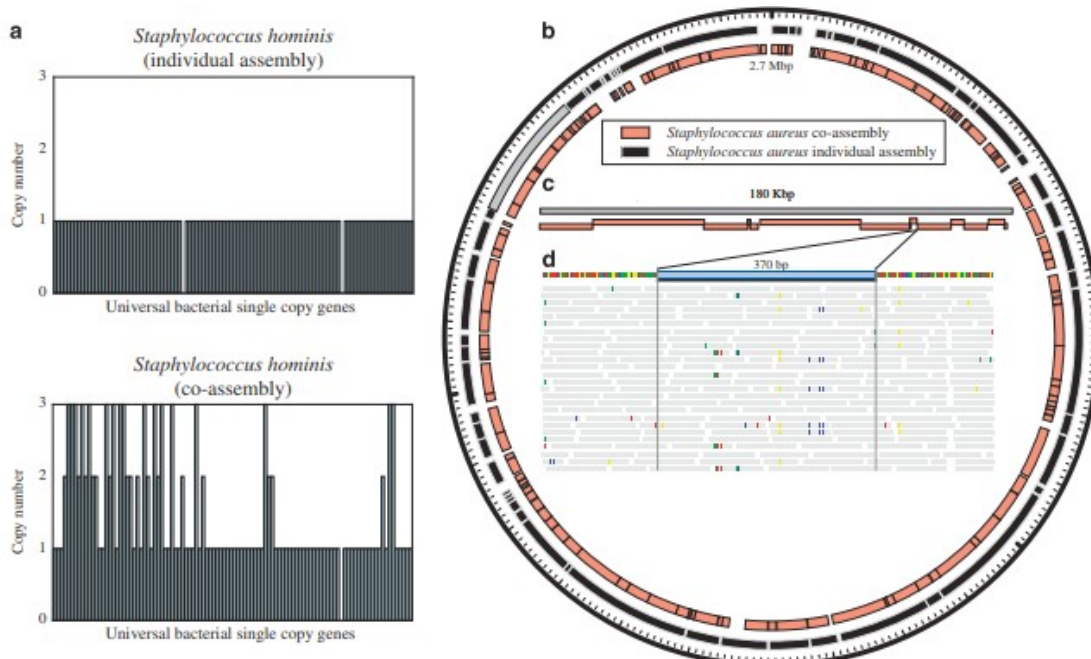 a
Staphylococcus hominis
(individual assembly)
3
2
1
0
Copy number
Universal bacterial single copy genes
Staphylococcus hominis
(co-assembly)
3
2
1
0
Copy number
Universal bacterial single copy genes
b
2.7 Mbp
Staphylococcus aureus co-assembly
Staphylococcus aureus individual assembly
c
180 Kbp
d
370 bp